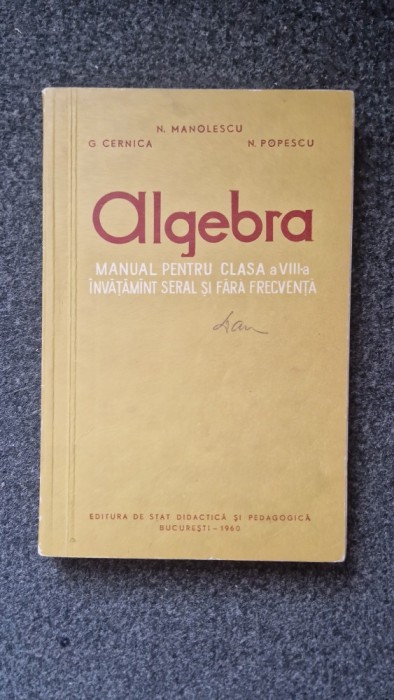 N. MANOLESCU
G. CERNICA N. POPESCU
algebra
MANUAL PENTRU CLASA a VIII-a
ÎNVĂȚĂMÎNT SERAL ȘI FĂRĂ FRECVENȚĂ
EDITURA DE STAT DIDACTICĂ ȘI PEDAGOGICĂ
BUCUREȘTI – 1960